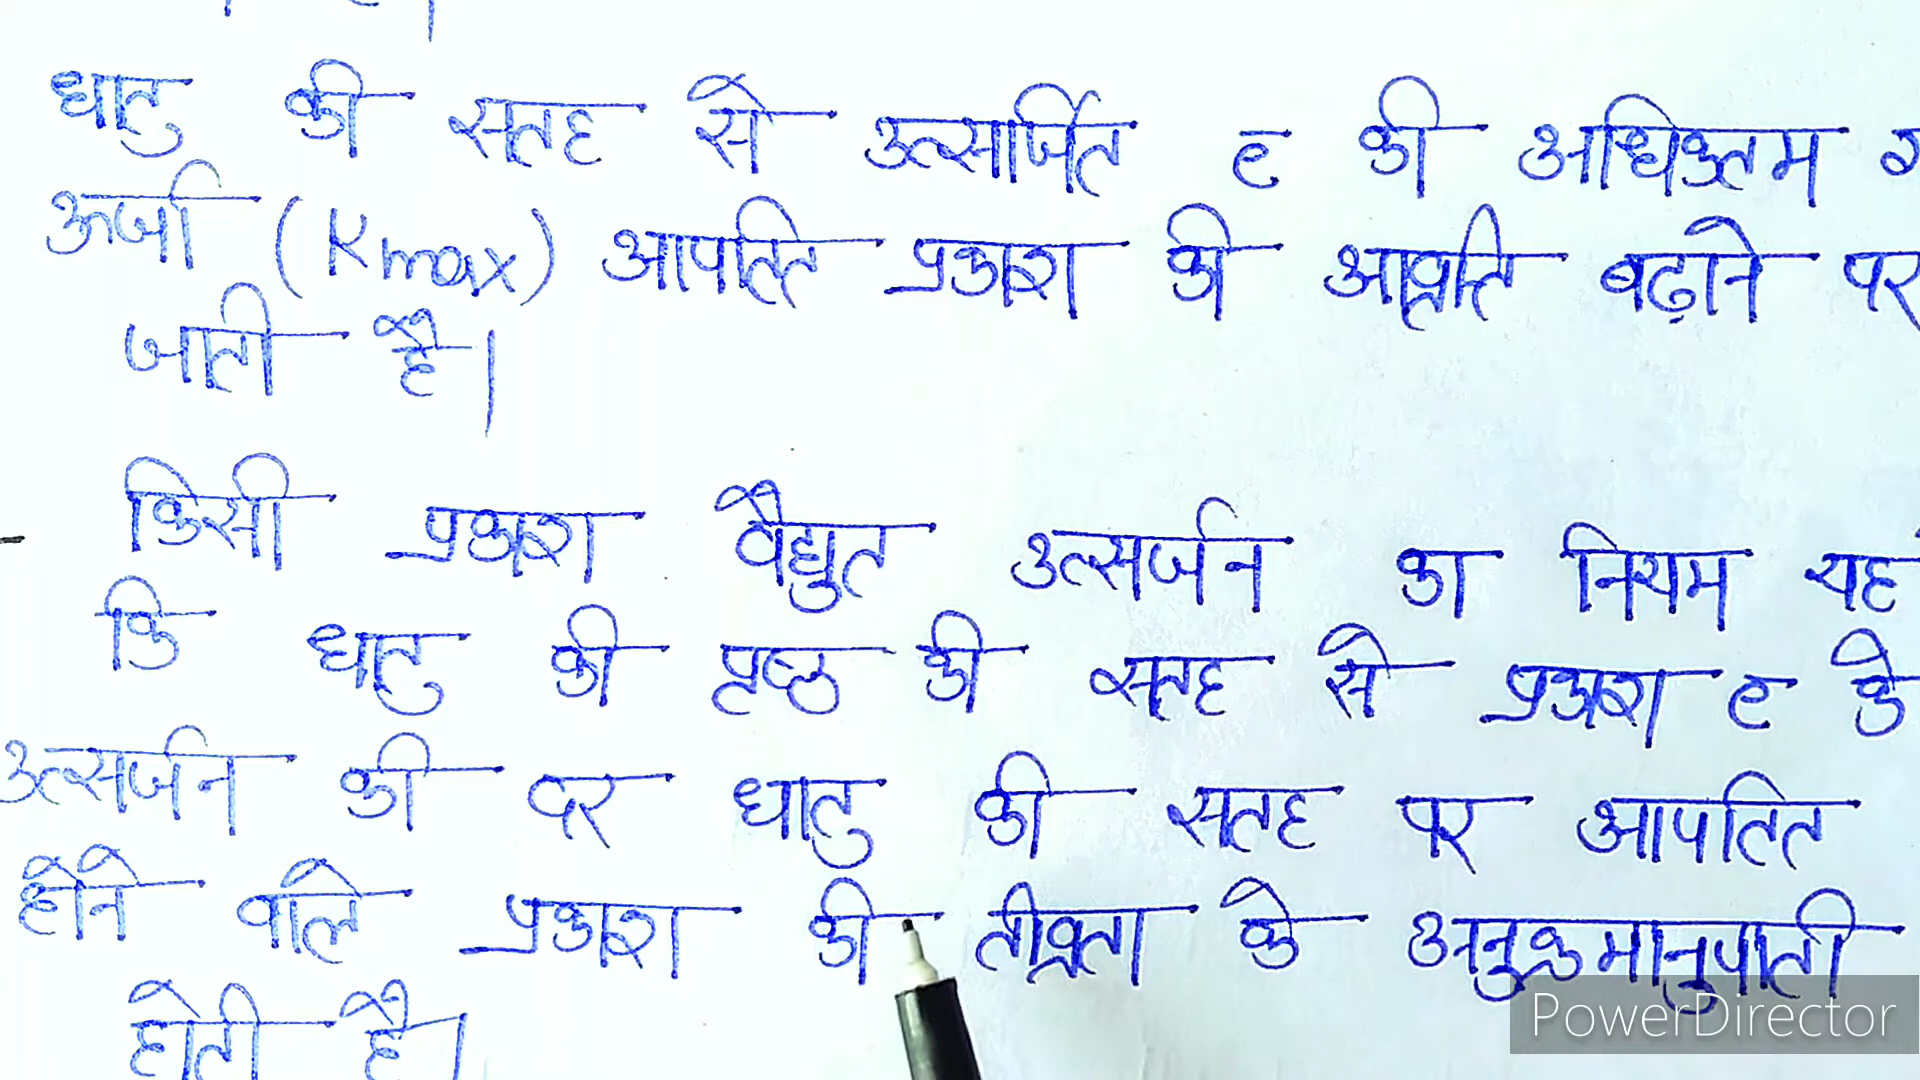 धातु की सतह से उत्सर्जित e की अधिकतम
ऊर्जा (Kmax) आपतित प्रकाश की आवृत्ति बढ़ाने पर
जाती है।
किसी प्रकाश वैद्युत उत्सर्जन का नियम यह
कि धातु की पृष्ठ की सतह से प्रकाश e के
उत्सर्जन की दर धातु की सतह पर आपतित
होने वाले प्रकाश की तीव्रता के अनुक्रमानुपाती
होती है।
PowerDirector